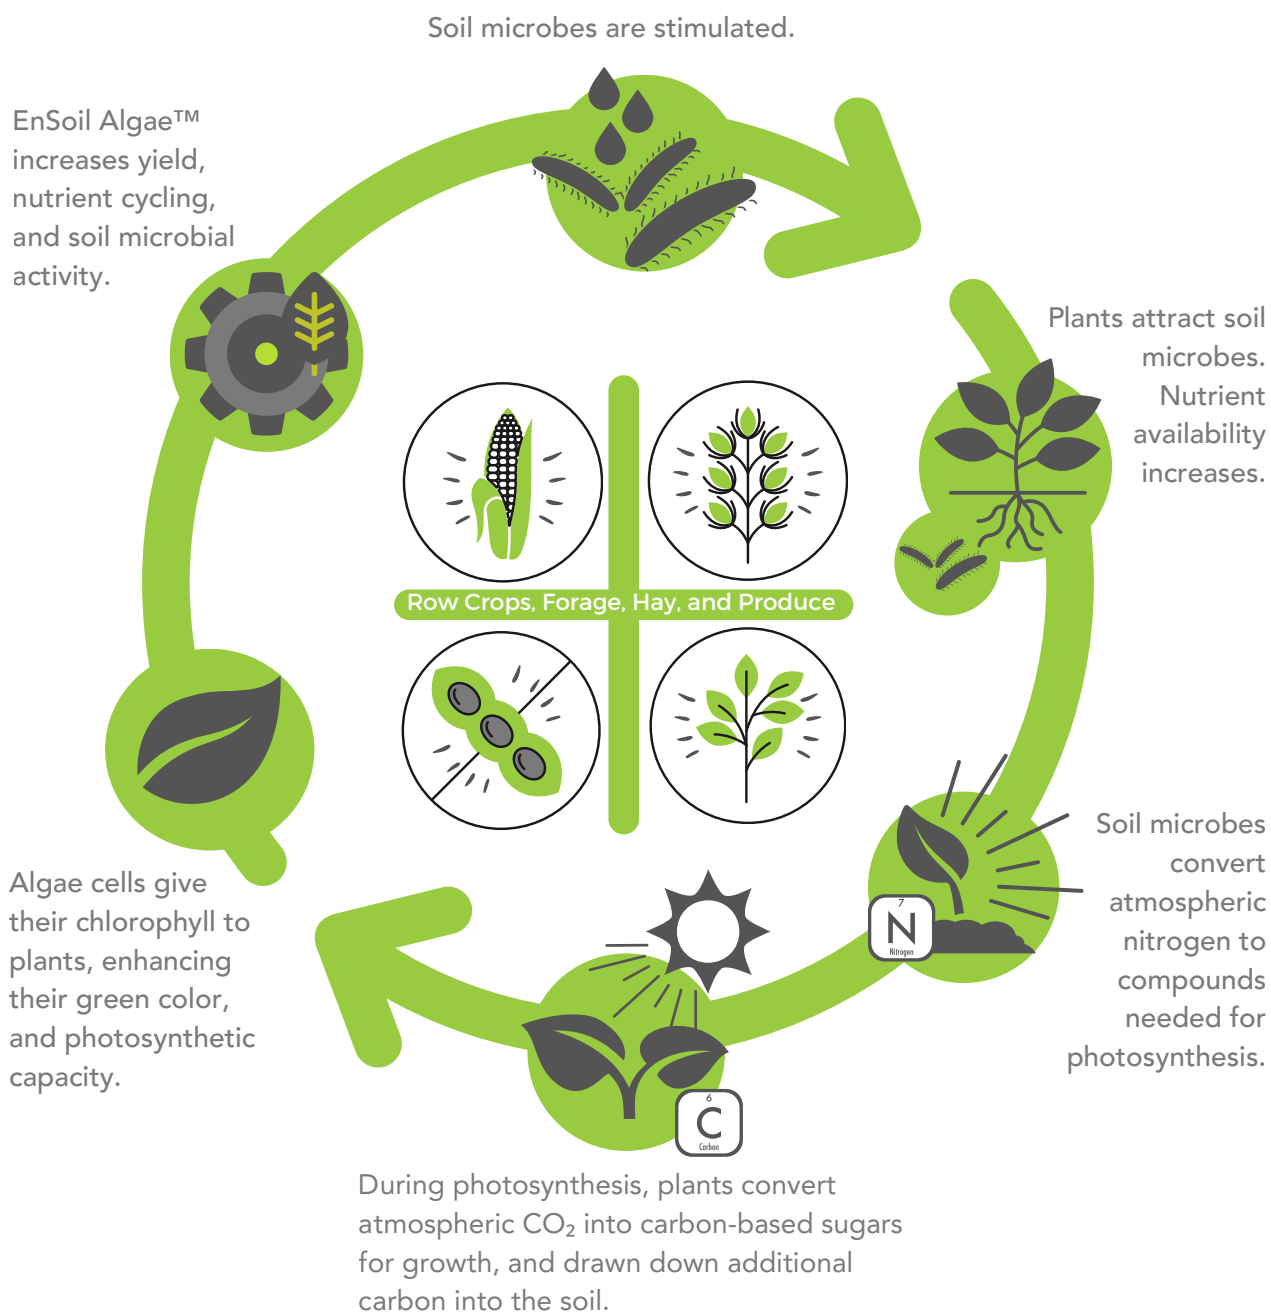 Soil microbes are stimulated.
EnSoil Algae™
increases yield,
nutrient cycling,
and soil microbial
activity.
Plants attract soil
microbes.
Nutrient
availability
increases.
Row Crops, Forage, Hay, and Produce
Soil microbes
convert
atmospheric
nitrogen to
compounds
needed for
photosynthesis.
7
N
Nitrogen
Algae cells give
their chlorophyll to
plants, enhancing
their green color,
and photosynthetic
capacity.
6
C
Carbon
During photosynthesis, plants convert
atmospheric CO₂ into carbon-based sugars
for growth, and drawn down additional
carbon into the soil.